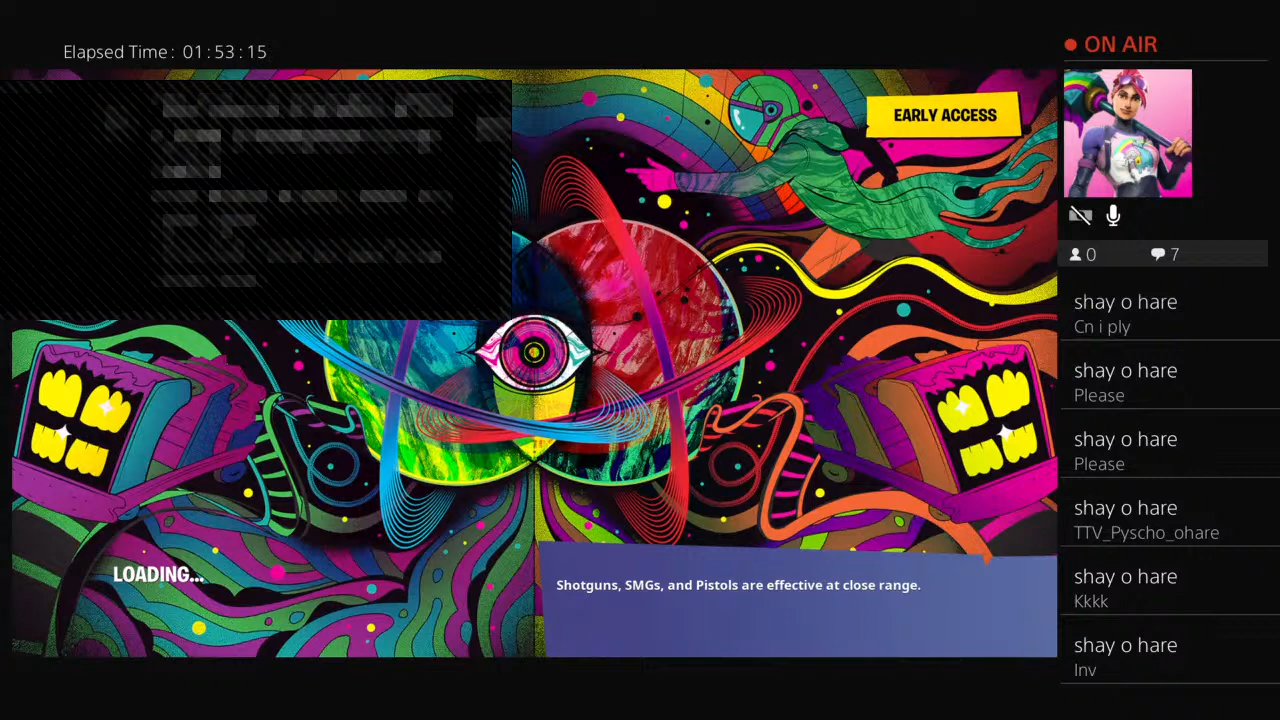 Elapsed Time: 01:53:15
ON AIR
EARLY ACCESS
0
7
shay o hare
Cn i ply
shay o hare
Please
shay o hare
Please
shay o hare
TTV_Pyscho_ohare
shay o hare
Kkkk
shay o hare
Inv
LOADING...
Shotguns, SMGs, and Pistols are effective at close range.